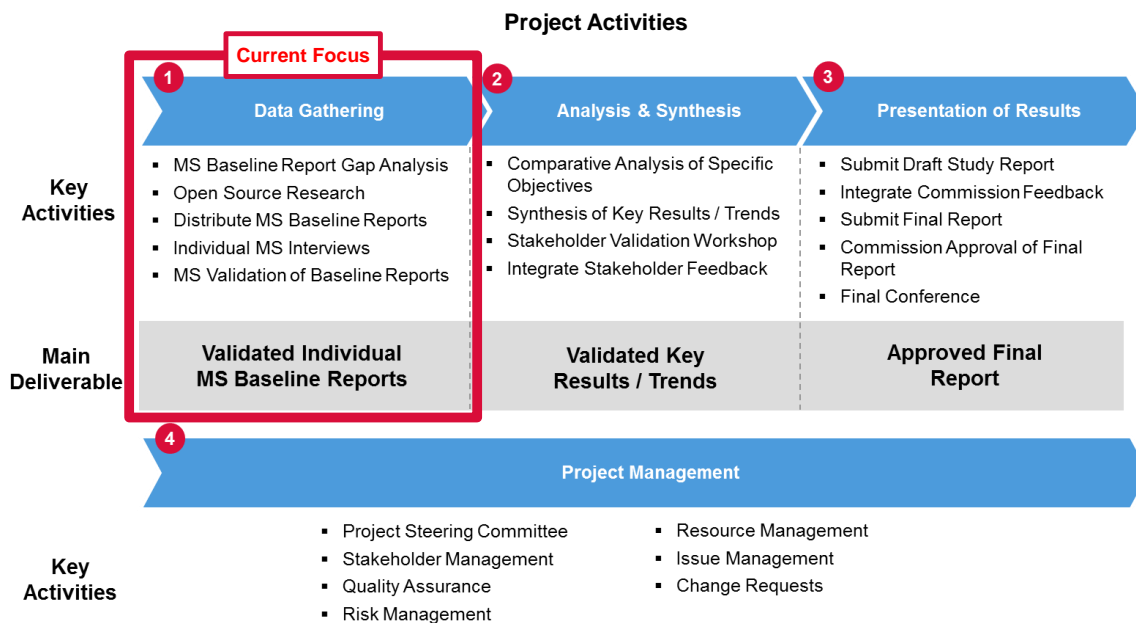 Project Activities
Current Focus
1
2
3
Data Gathering
Analysis & Synthesis
Presentation of Results
Key
Activities
▪ MS Baseline Report Gap Analysis
▪ Open Source Research
▪ Distribute MS Baseline Reports
▪ Individual MS Interviews
▪ MS Validation of Baseline Reports
▪ Comparative Analysis of Specific
Objectives
▪ Synthesis of Key Results / Trends
▪ Stakeholder Validation Workshop
▪ Integrate Stakeholder Feedback
▪ Submit Draft Study Report
▪ Integrate Commission Feedback
▪ Submit Final Report
▪ Commission Approval of Final
Report
▪ Final Conference
Main
Deliverable
Validated Individual
MS Baseline Reports
Validated Key
Results / Trends
Approved Final
Report
4
Project Management
Key
Activities
▪ Project Steering Committee
▪ Stakeholder Management
▪ Quality Assurance
▪ Risk Management
▪ Resource Management
▪ Issue Management
▪ Change Requests